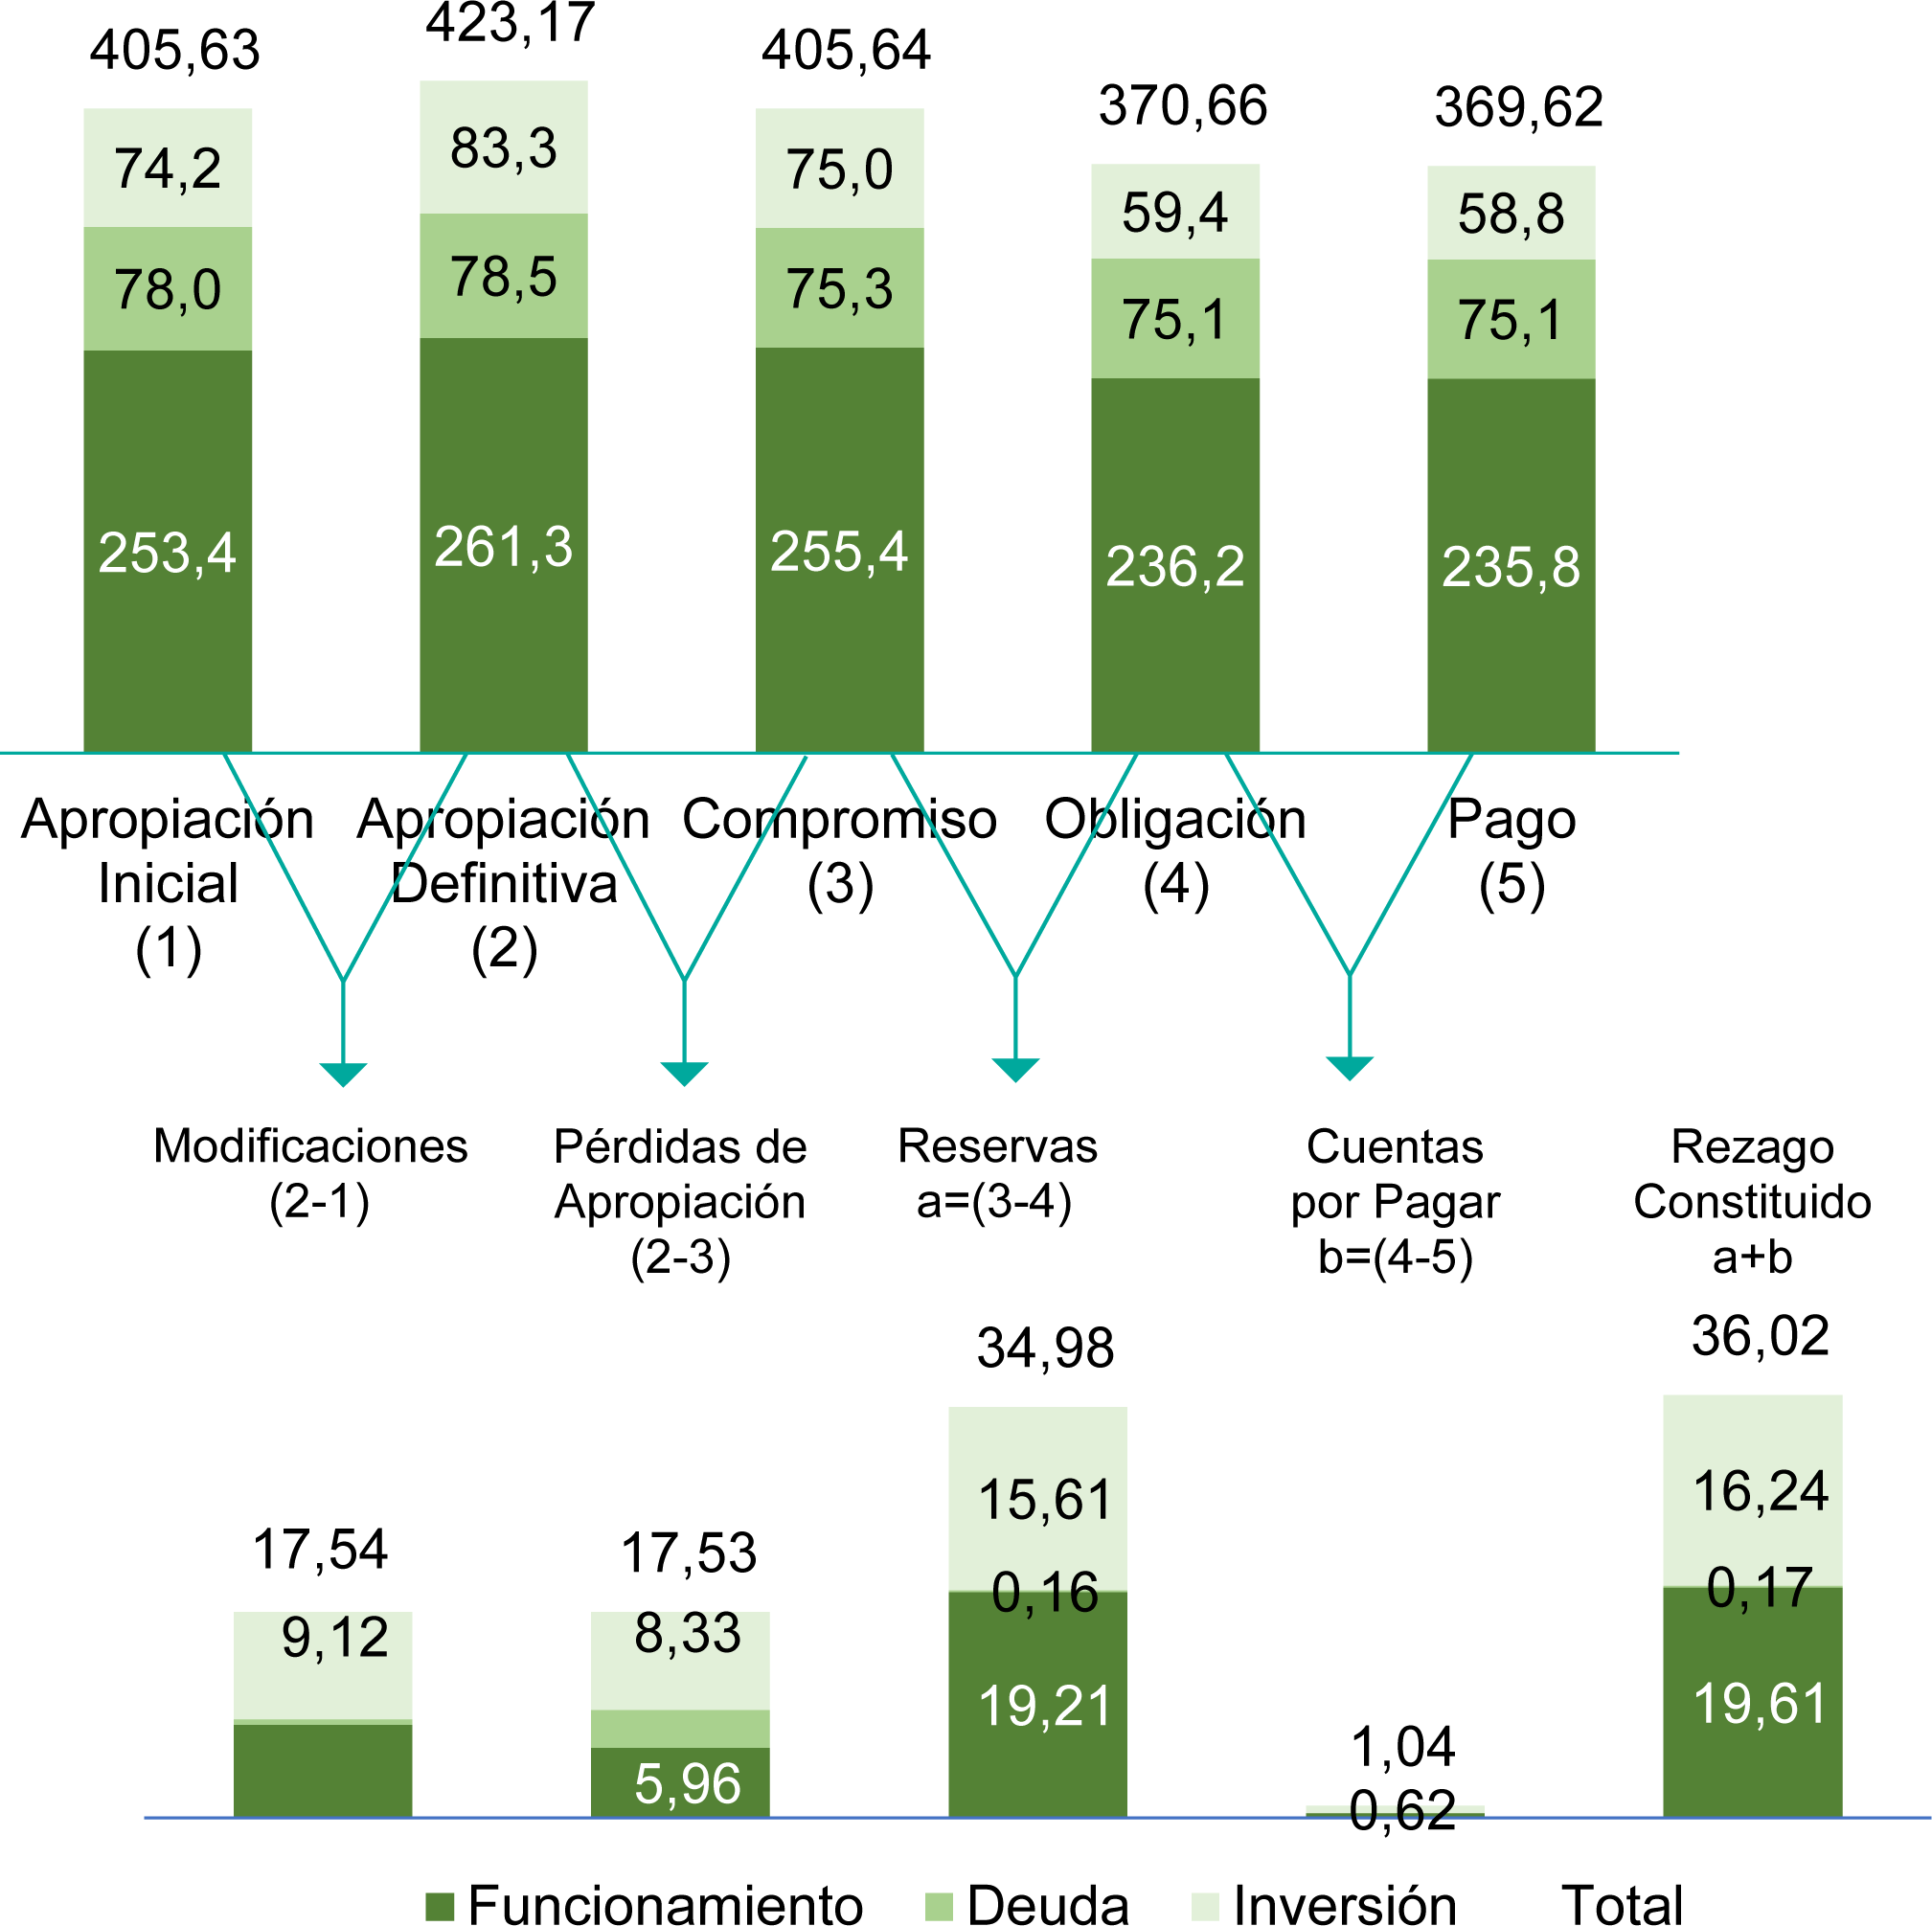 405,63
423,17
405,64
370,66
369,62
74,2
83,3
75,0
59,4
58,8
78,0
78,5
75,3
75,1
75,1
253,4
261,3
255,4
236,2
235,8
Apropiación
Inicial
(1)
Apropiación
Definitiva
(2)
Compromiso
(3)
Obligación
(4)
Pago
(5)
Modificaciones
(2-1)
Pérdidas de
Apropiación
(2-3)
Reservas
a=(3-4)
Cuentas
por Pagar
b=(4-5)
Rezago
Constituido
a+b
17,54
9,12
17,53
8,33
5,96
34,98
15,61
0,16
19,21
1,04
0,62
36,02
16,24
0,17
19,61
Funcionamiento
Deuda
Inversión
Total